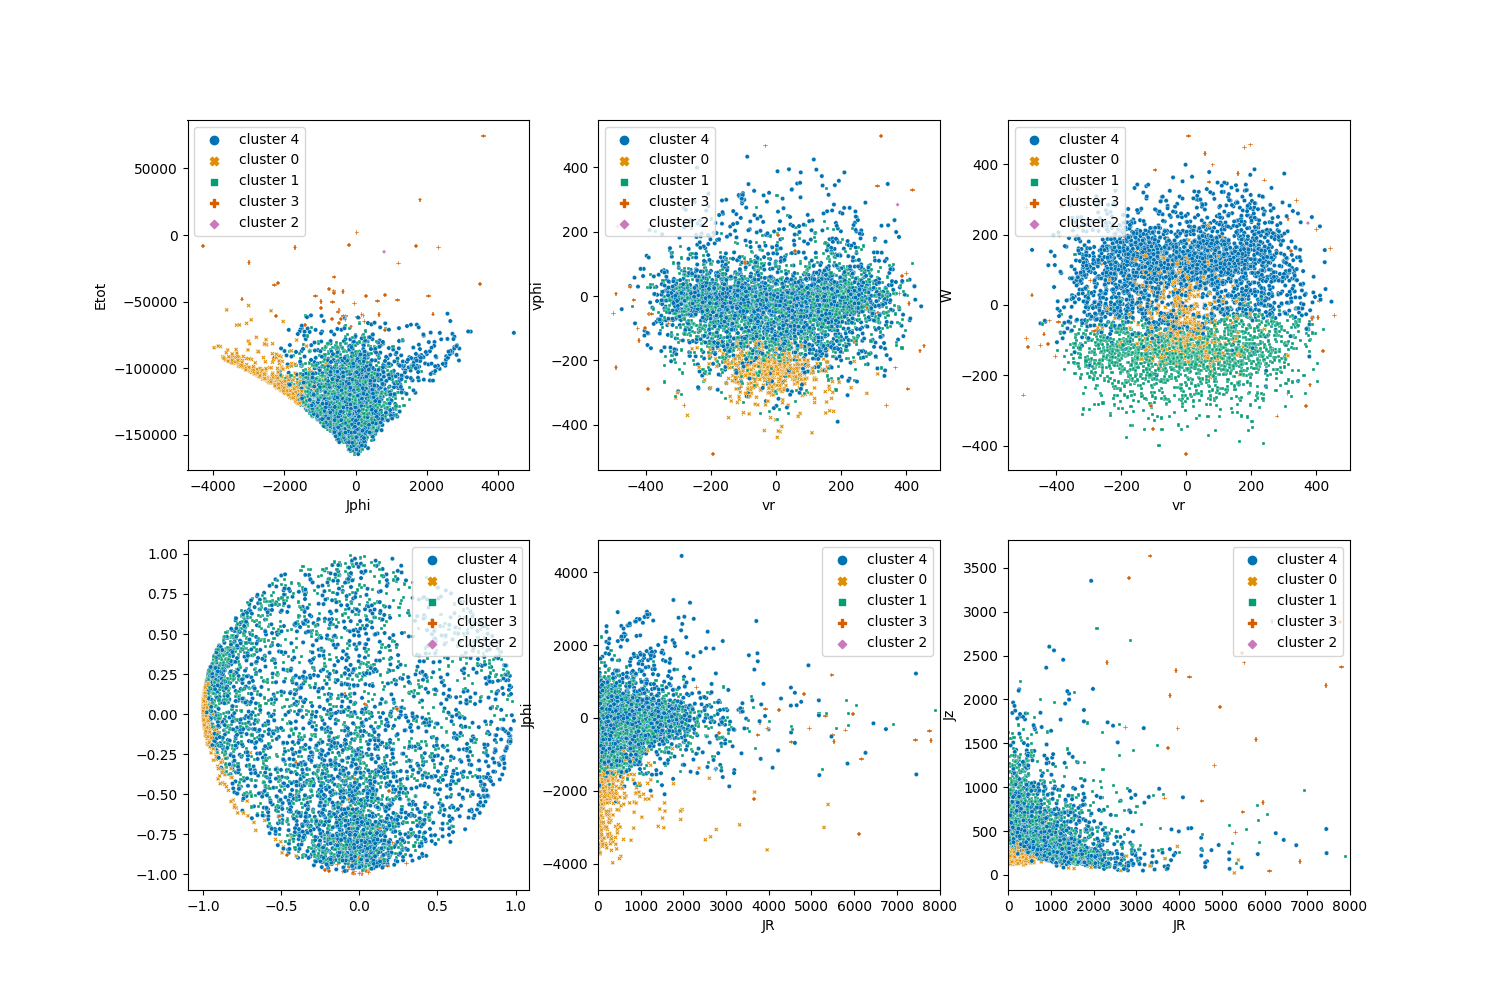 cluster 4
cluster 0
cluster 1
cluster 3
cluster 2
50000
0
−50000
−100000
−150000
Etot
−4000
−2000
0
2000
4000
Jphi
cluster 4
cluster 0
cluster 1
cluster 3
cluster 2
400
200
0
−200
−400
vphi
−400
−200
0
200
400
vr
cluster 4
cluster 0
cluster 1
cluster 3
cluster 2
400
200
0
−200
−400
W
−400
−200
0
200
400
vr
cluster 4
cluster 0
cluster 1
cluster 3
cluster 2
1.00
0.75
0.50
0.25
0.00
−0.25
−0.50
−0.75
−1.00
−1.0
−0.5
0.0
0.5
1.0
cluster 4
cluster 0
cluster 1
cluster 3
cluster 2
4000
2000
0
−2000
−4000
Jphi
0
1000
2000
3000
4000
5000
6000
7000
8000
JR
cluster 4
cluster 0
cluster 1
cluster 3
cluster 2
3500
3000
2500
2000
1500
1000
500
0
Jz
0
1000
2000
3000
4000
5000
6000
7000
8000
JR